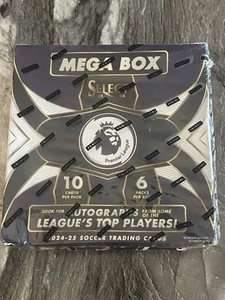 MEGA BOX
SELECT
Premier League
10
CARDS
PER PACK
6
PACKS
PER BOX
LOOK FOR AUTOGRAPHS FROM SOME OF THE
LEAGUE'S TOP PLAYERS!
2024-25 SOCCER TRADING CARDS